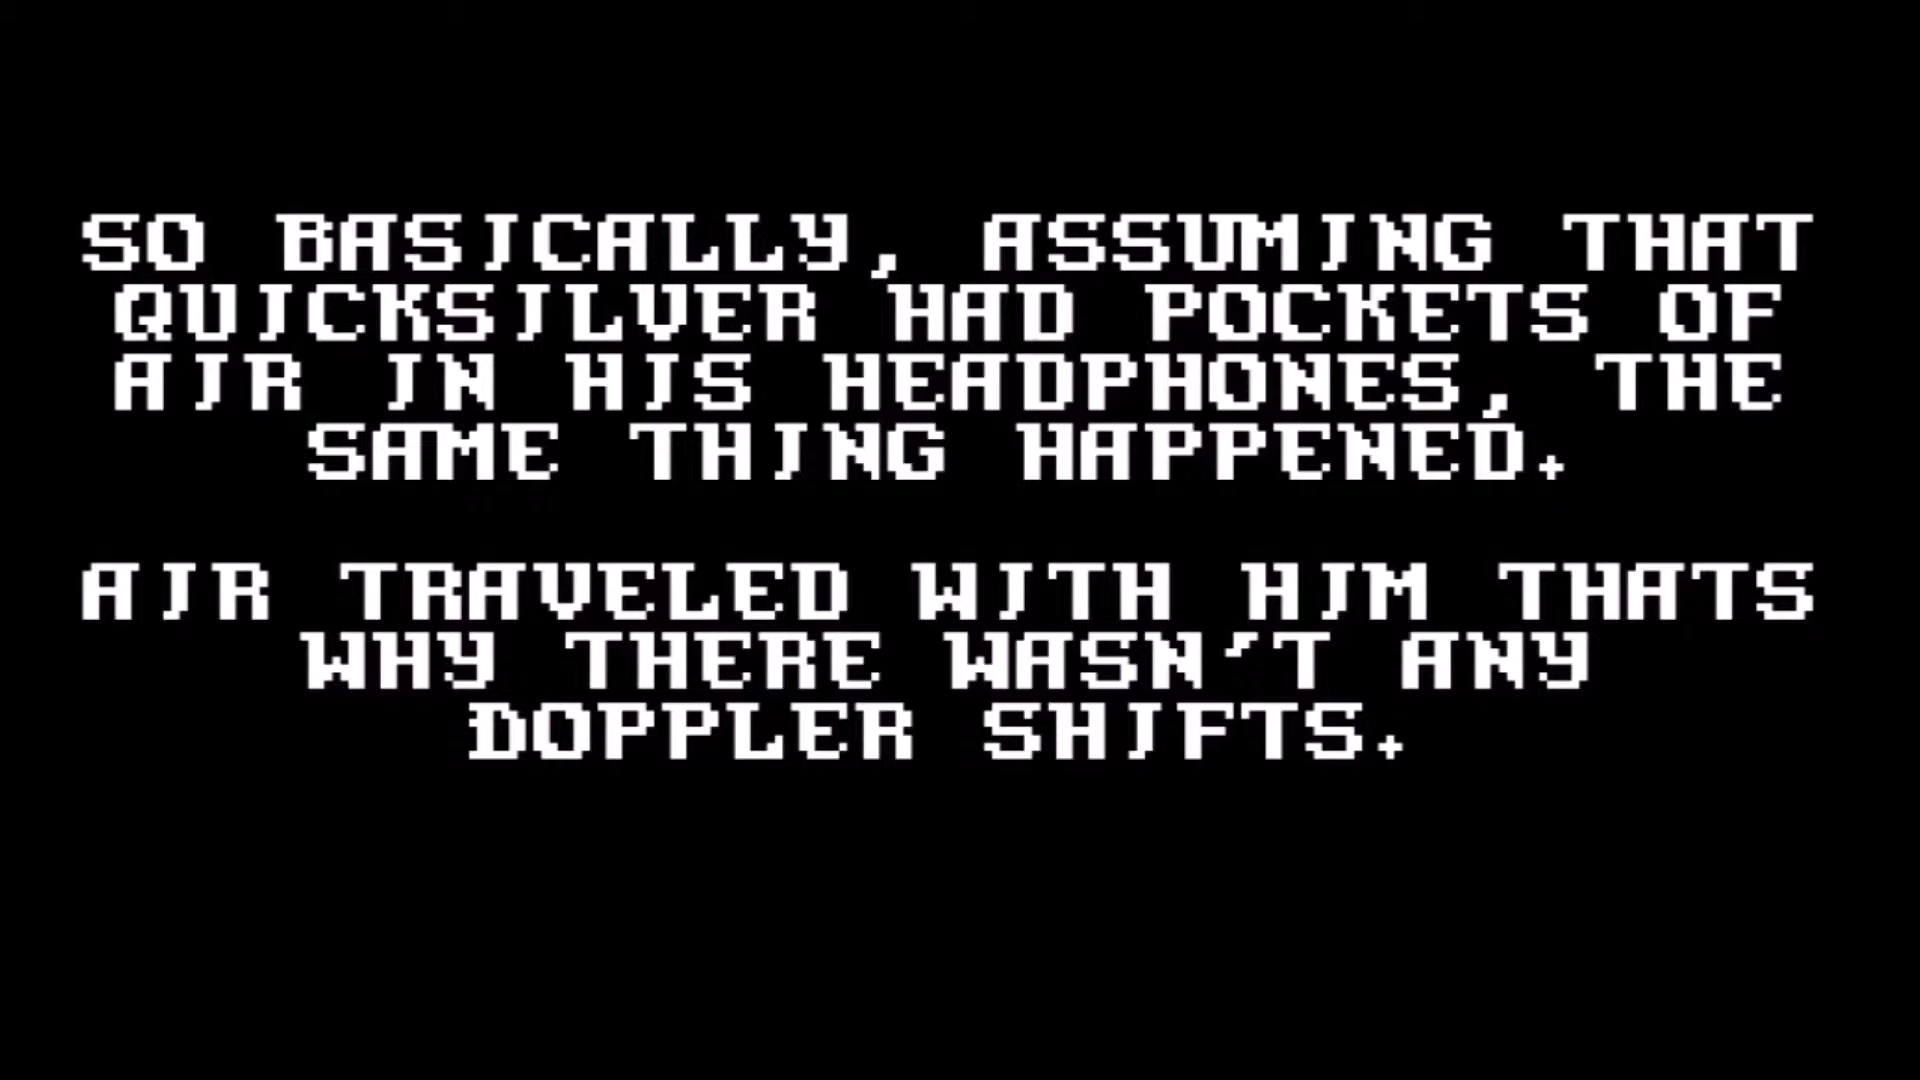 SO BASICALLY, ASSUMING THAT
QUICKSILVER HAD POCKETS OF
AIR IN HIS HEADPHONES, THE
SAME THING HAPPENED.
AIR TRAVELED WITH HIM THATS
WHY THERE WASN'T ANY
DOPPLER SHIFTS.